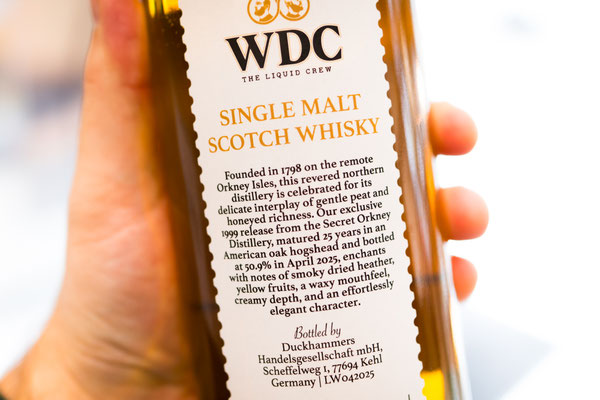 WDC
THE LIQUID CREW
SINGLE MALT
SCOTCH WHISKY
Founded in 1798 on the remote
Orkney Isles, this revered northern
distillery is celebrated for its
delicate interplay of gentle peat and
honeyed richness. Our exclusive
1999 release from the Secret Orkney
Distillery, matured 25 years in an
American oak hogshead and bottled
at 50.9% in April 2025, enchants
with notes of smoky dried heather,
yellow fruits, a waxy mouthfeel,
creamy depth, and an effortlessly
elegant character.
Bottled by
Duckhammers
Handelsgesellschaft mbH,
Scheffelweg 1, 77694 Kehl
Germany | LW042025